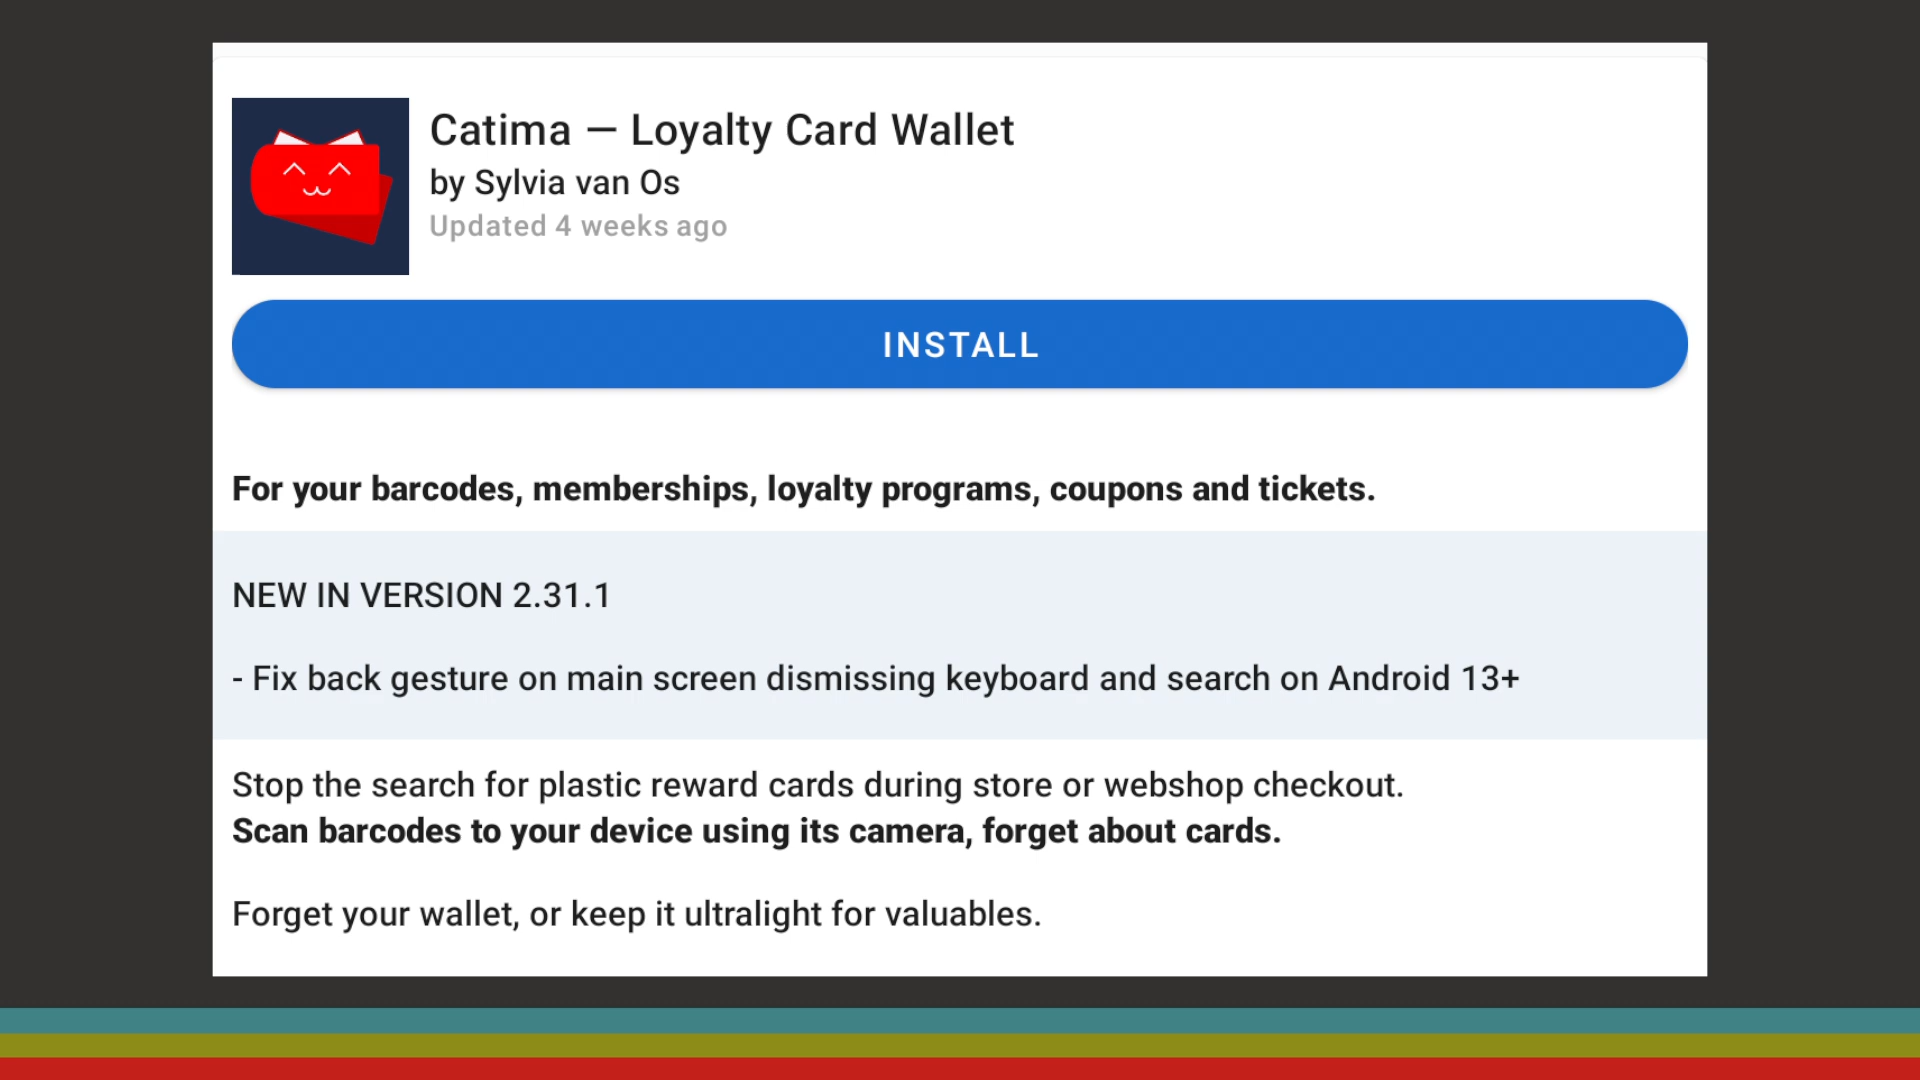 Catima — Loyalty Card Wallet
by Sylvia van Os
Updated 4 weeks ago
INSTALL
For your barcodes, memberships, loyalty programs, coupons and tickets.
NEW IN VERSION 2.31.1
- Fix back gesture on main screen dismissing keyboard and search on Android 13+
Stop the search for plastic reward cards during store or webshop checkout.
Scan barcodes to your device using its camera, forget about cards.
Forget your wallet, or keep it ultralight for valuables.